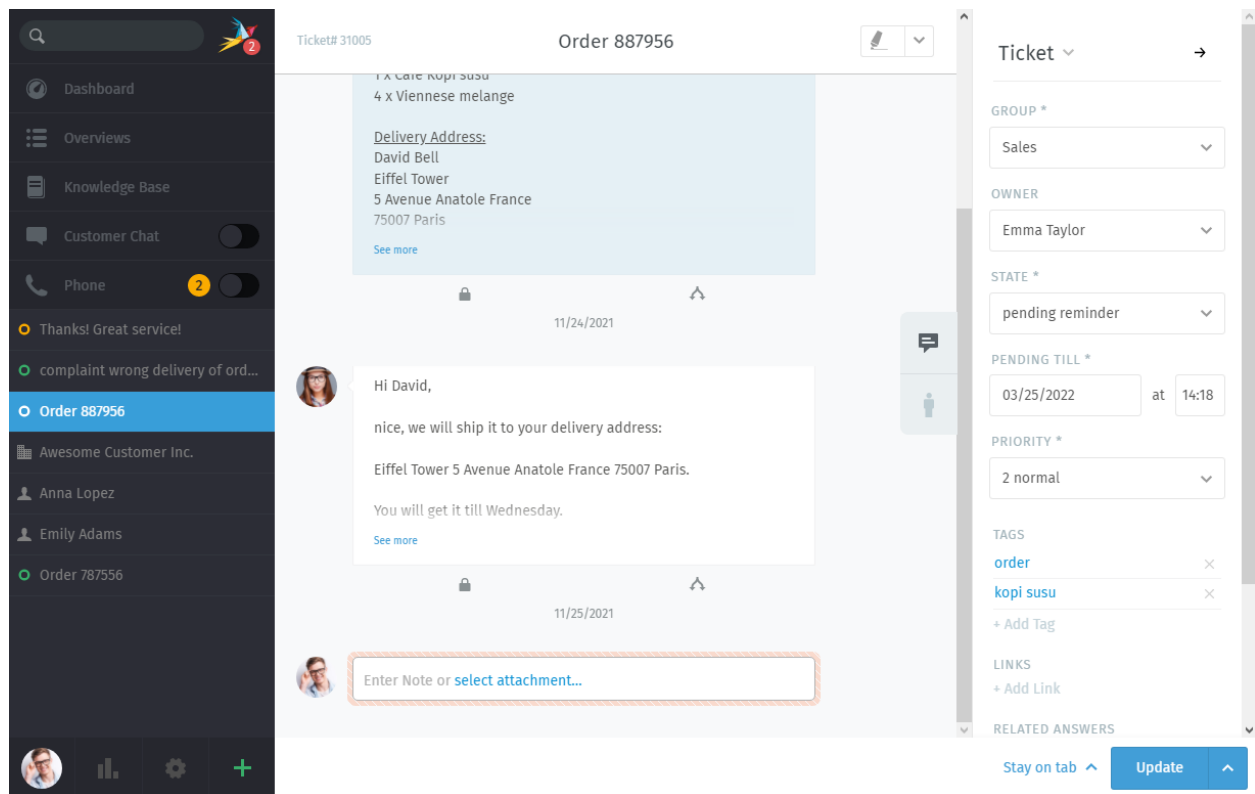 2
Dashboard
Overviews
Knowledge Base
Customer Chat
Phone 2
Thanks! Great service!
complaint wrong delivery of ord...
Order 887956
Awesome Customer Inc.
Anna Lopez
Emily Adams
Order 787556
Ticket# 31005
Order 887956
1 x Cafe Kopi susu
4 x Viennese melange
Delivery Address:
David Bell
Eiffel Tower
5 Avenue Anatole France
75007 Paris
See more
11/24/2021
Hi David,
nice, we will ship it to your delivery address:
Eiffel Tower 5 Avenue Anatole France 75007 Paris.
You will get it till Wednesday.
See more
11/25/2021
Enter Note or select attachment...
Ticket
GROUP *
Sales
OWNER
Emma Taylor
STATE *
pending reminder
PENDING TILL *
03/25/2022 at 14:18
PRIORITY *
2 normal
TAGS
order
kopi susu
+ Add Tag
LINKS
+ Add Link
RELATED ANSWERS
Stay on tab
Update